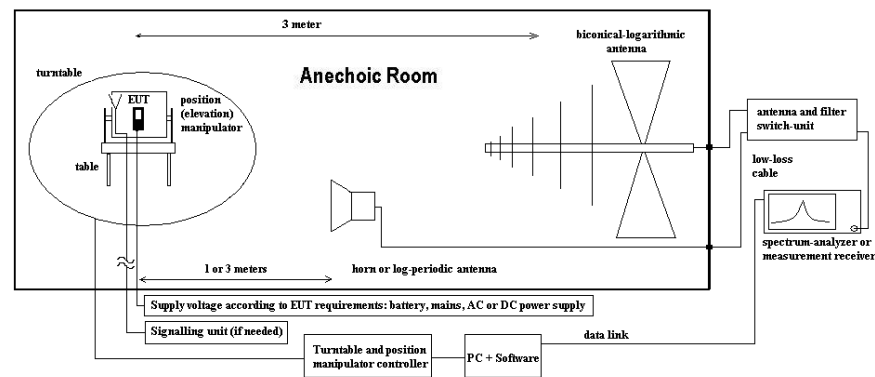 3 meter
biconical-logarithmic
antenna
turntable
Anechoic Room
EUT
position
(elevation)
manipulator
antenna and filter
switch-unit
table
low-loss
cable
spectrum-analyzer or
measurement receiver
1 or 3 meters
horn or log-periodic antenna
Supply voltage according to EUT requirements: battery, mains, AC or DC power supply
Signalling unit (if needed)
data link
Turntable and position
manipulator controller
PC + Software